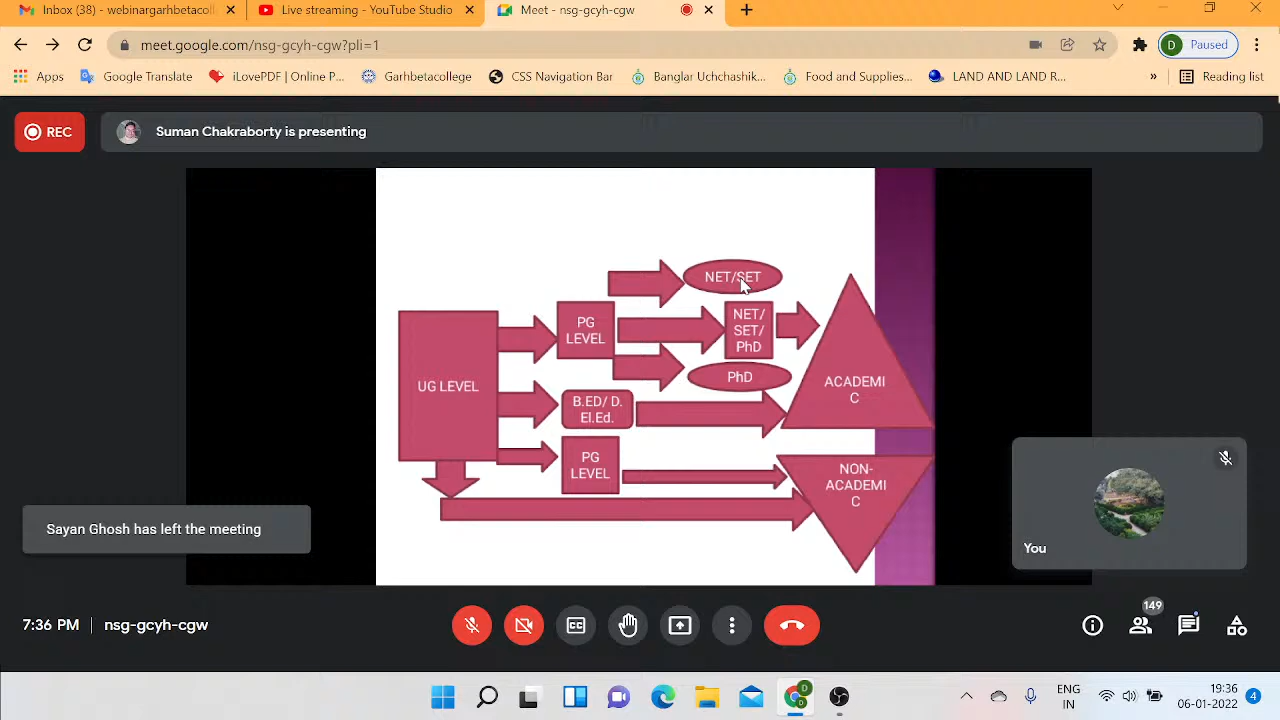 Inbox (38) - webinargarhbetacoll
Live streaming - YouTube Studio
Meet - nsg-gcyh-cgw
meet.google.com/nsg-gcyh-cgw?pli=1
D Paused
Apps
Google Translate
iLovePDF | Online P...
Garhbetacollege
CSS Navigation Bar
Banglar Uchchashik...
Food and Supplies...
LAND AND LAND R...
»
Reading list
REC
Suman Chakraborty is presenting
NET/SET
PG
LEVEL
NET/
SET/
PhD
UG LEVEL
PhD
ACADEMI
C
B.ED/ D.
El.Ed.
PG
LEVEL
NON-
ACADEMI
C
Sayan Ghosh has left the meeting
You
7:36 PM | nsg-gcyh-cgw
149
ENG
IN
19:36
06-01-2022
4